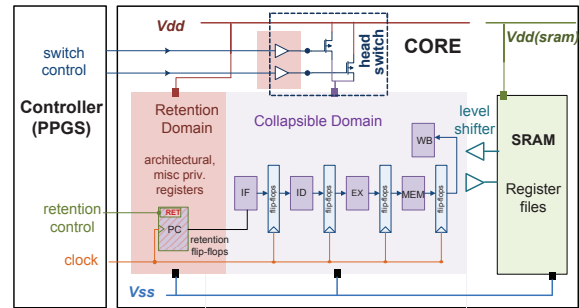 Vdd
CORE
Vdd(sram)
switch
control
head
switch
Controller
(PPGS)
Retention
Domain
Collapsible Domain
architectural,
misc priv.
registers
level
shifter
SRAM
Register
files
WB
IF
flip-flops
ID
flip-flops
EX
flip-flops
MEM
flip-flops
RET
PC
retention
control
retention
flip-flops
clock
Vss